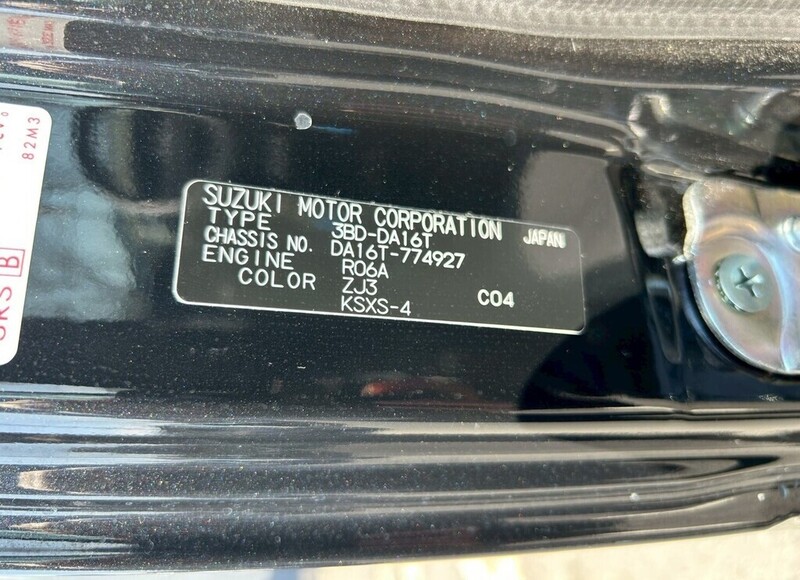 SUZUKI MOTOR CORPORATION JAPAN
TYPE 3BD-DA16T
CHASSIS NO. DA16T-774927
ENGINE R06A
COLOR ZJ3 C04
KSXS-4
82M3
SRS B